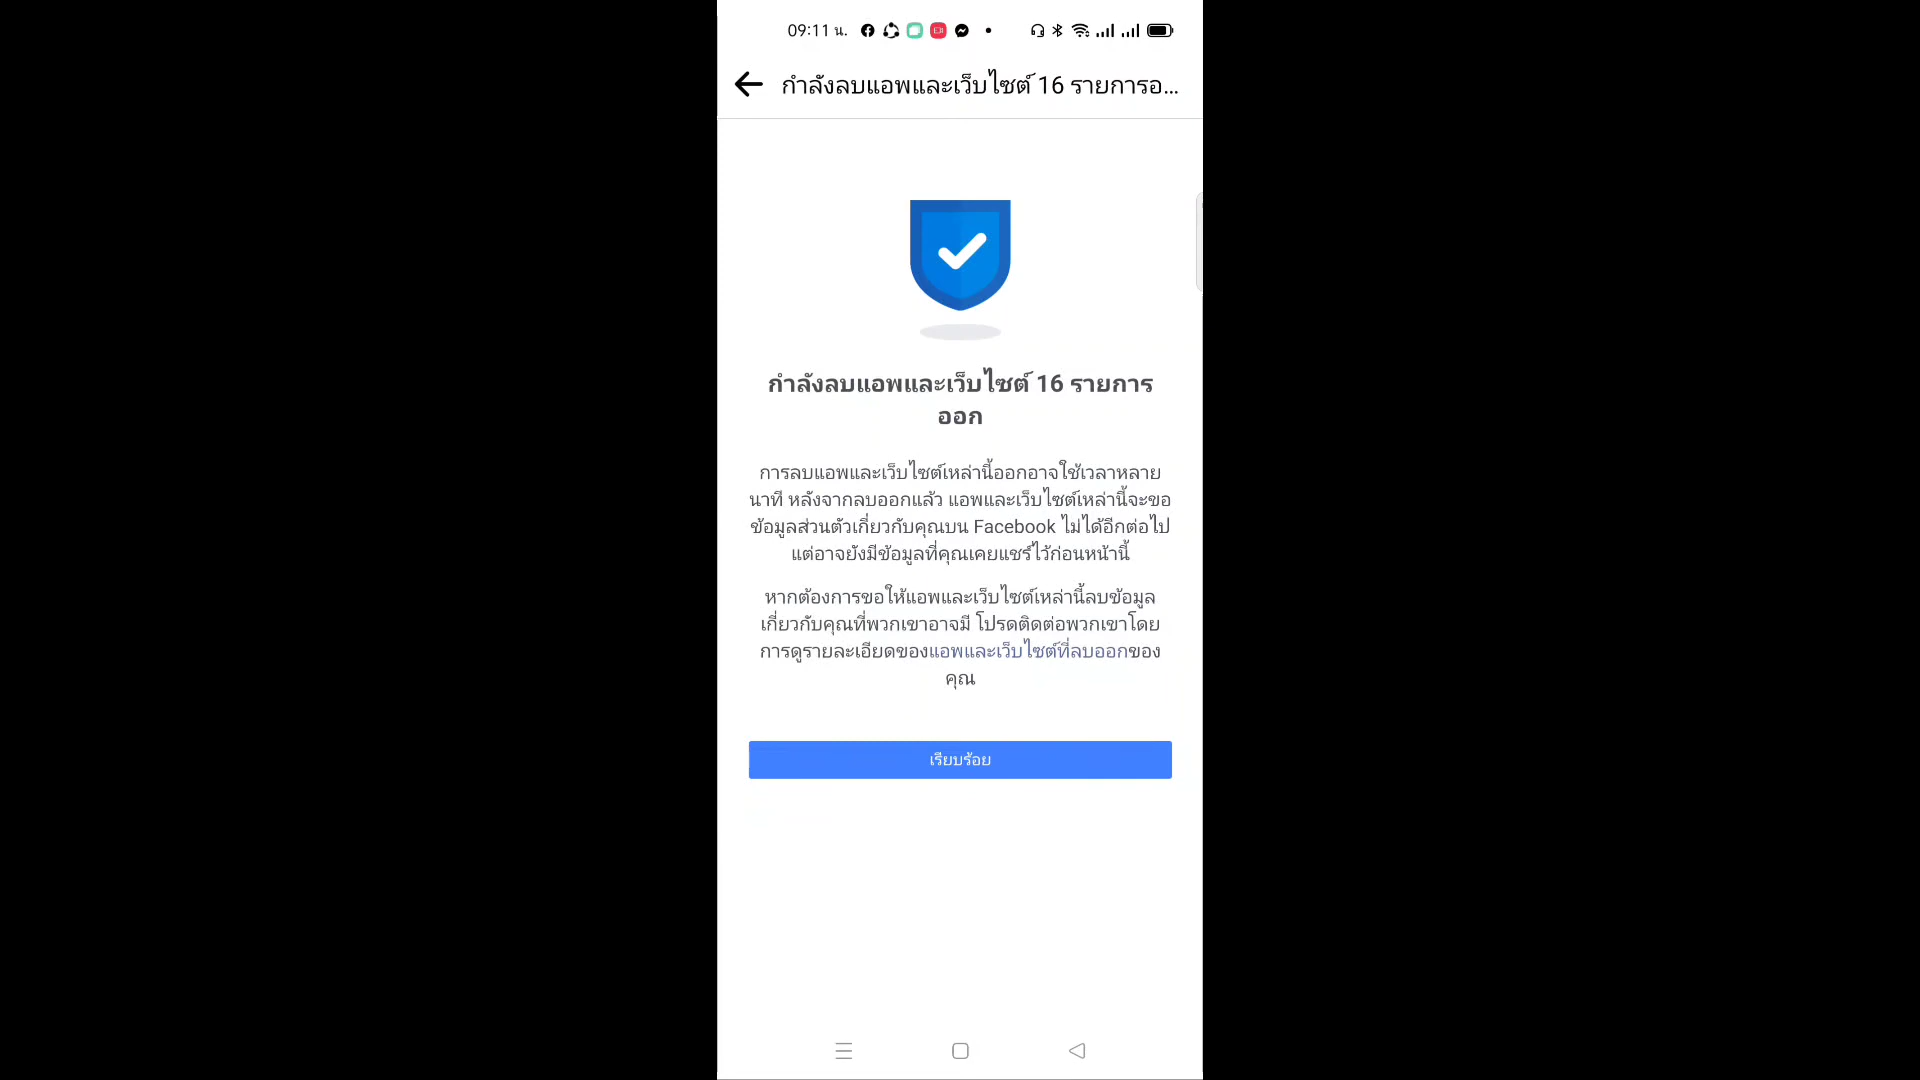 09:11 น.
กำลังลบแอพและเว็บไซต์ 16 รายการอ...
กำลังลบแอพและเว็บไซต์ 16 รายการ
ออก
การลบแอพและเว็บไซต์เหล่านี้ออกอาจใช้เวลาหลาย
นาที หลังจากลบออกแล้ว แอพและเว็บไซต์เหล่านี้จะขอ
ข้อมูลส่วนตัวเกี่ยวกับคุณบน Facebook ไม่ได้อีกต่อไป
แต่อาจยังมีข้อมูลที่คุณเคยแชร์ไว้ก่อนหน้านี้
หากต้องการขอให้แอพและเว็บไซต์เหล่านี้ลบข้อมูล
เกี่ยวกับคุณที่พวกเขาอาจมี โปรดติดต่อพวกเขาโดย
การดูรายละเอียดของแอพและเว็บไซต์ที่ลบออกของ
คุณ
เรียบร้อย